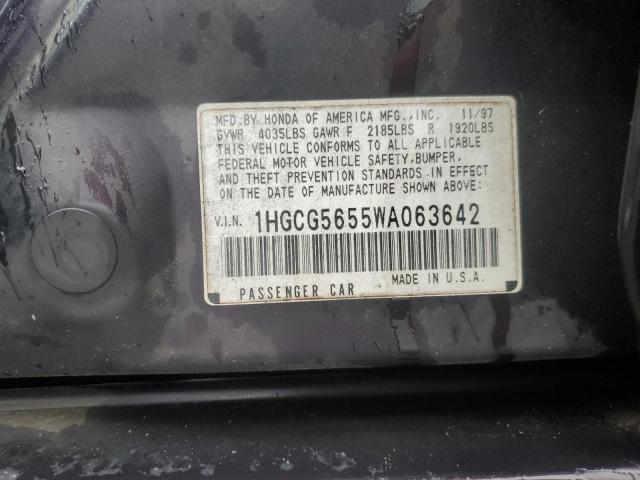 MFD.BY HONDA OF AMERICA MFG.,INC. 11/97
GVWR 4035LBS GAWR F 2185LBS R 1920LBS
THIS VEHICLE CONFORMS TO ALL APPLICABLE
FEDERAL MOTOR VEHICLE SAFETY,BUMPER,
AND THEFT PREVENTION STANDARDS IN EFFECT
ON THE DATE OF MANUFACTURE SHOWN ABOVE:
V.I.N. 1HGCG5655WA063642
PASSENGER CAR MADE IN U.S.A.